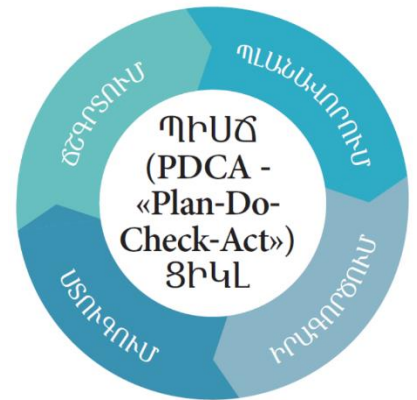 ՊԼԱՆԱՎՈՐՈՒՄ
ԻՐԱԳՈՐԾՈՒՄ
ՍՏՈՒԳՈՒՄ
ՃՇԳՐՏՈՒՄ
ՊԻՍՃ
(PDCA -
«Plan-Do-
Check-Act»)
ՑԻԿԼ